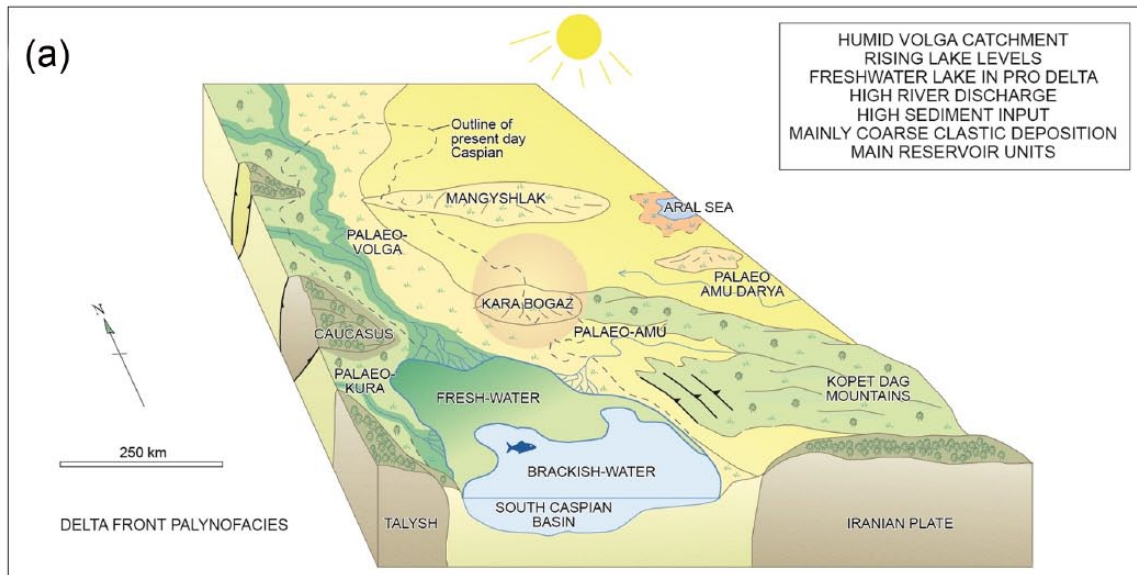 (a)
HUMID VOLGA CATCHMENT
RISING LAKE LEVELS
FRESHWATER LAKE IN PRO DELTA
HIGH RIVER DISCHARGE
HIGH SEDIMENT INPUT
MAINLY COARSE CLASTIC DEPOSITION
MAIN RESERVOIR UNITS
Outline of
present day
Caspian
MANGYSHLAK
ARAL SEA
PALAEO-
VOLGA
PALAEO
AMU DARYA
KARA BOGAZ
N
CAUCASUS
PALAEO-AMU
PALAEO-
KURA
FRESH-WATER
KOPET DAG
MOUNTAINS
250 km
BRACKISH-WATER
SOUTH CASPIAN
BASIN
DELTA FRONT PALYNOFACIES
TALYSH
IRANIAN PLATE